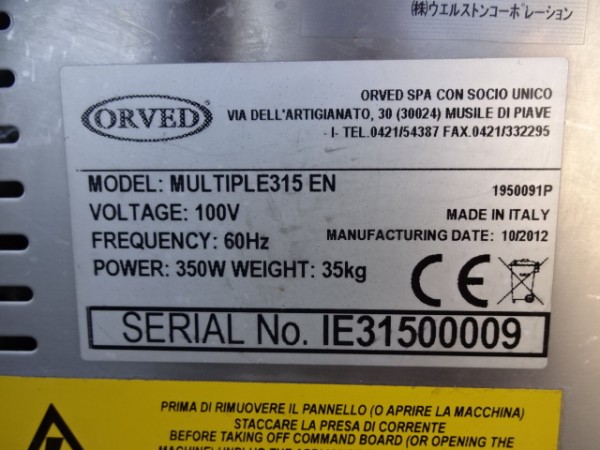 ㈱ウエルストンコーポレーション
ORVED
ORVED SPA CON SOCIO UNICO
VIA DELL'ARTIGIANATO, 30 (30024) MUSILE DI PIAVE
-I- TEL.0421/54387 FAX.0421/332295
MODEL: MULTIPLE315 EN
1950091P
VOLTAGE: 100V
MADE IN ITALY
FREQUENCY: 60Hz
MANUFACTURING DATE: 10/2012
POWER: 350W WEIGHT: 35kg
CE
SERIAL No. IE31500009
PRIMA DI RIMUOVERE IL PANNELLO (O APRIRE LA MACCHINA)
STACCARE LA PRESA DI CORRENTE
BEFORE TAKING OFF COMMAND BOARD (OR OPENING THE